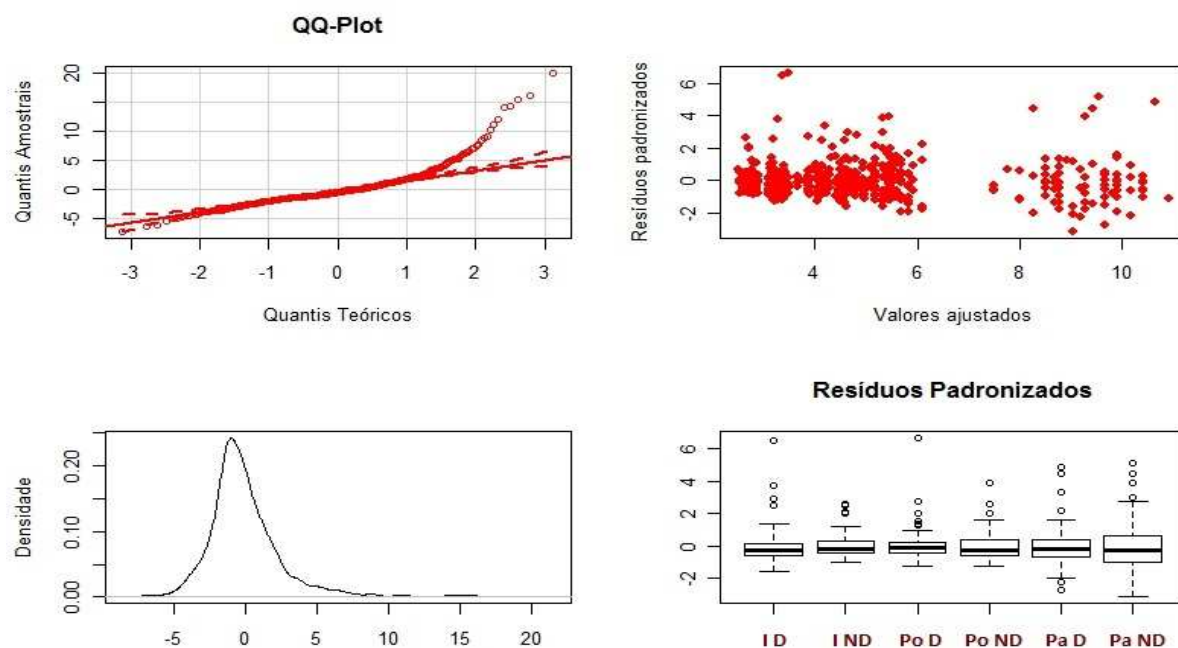 QQ-Plot
Quantis Amostrais
20
15
10
5
0
-5
-3 -2 -1 0 1 2 3
Quantis Teóricos
Resíduos padronizados
6
4
2
0
-2
4 6 8 10
Valores ajustados
Densidade
0.20
0.10
0.00
-5 0 5 10 15 20
Resíduos Padronizados
6
4
2
0
-2
I D I ND Po D Po ND Pa D Pa ND